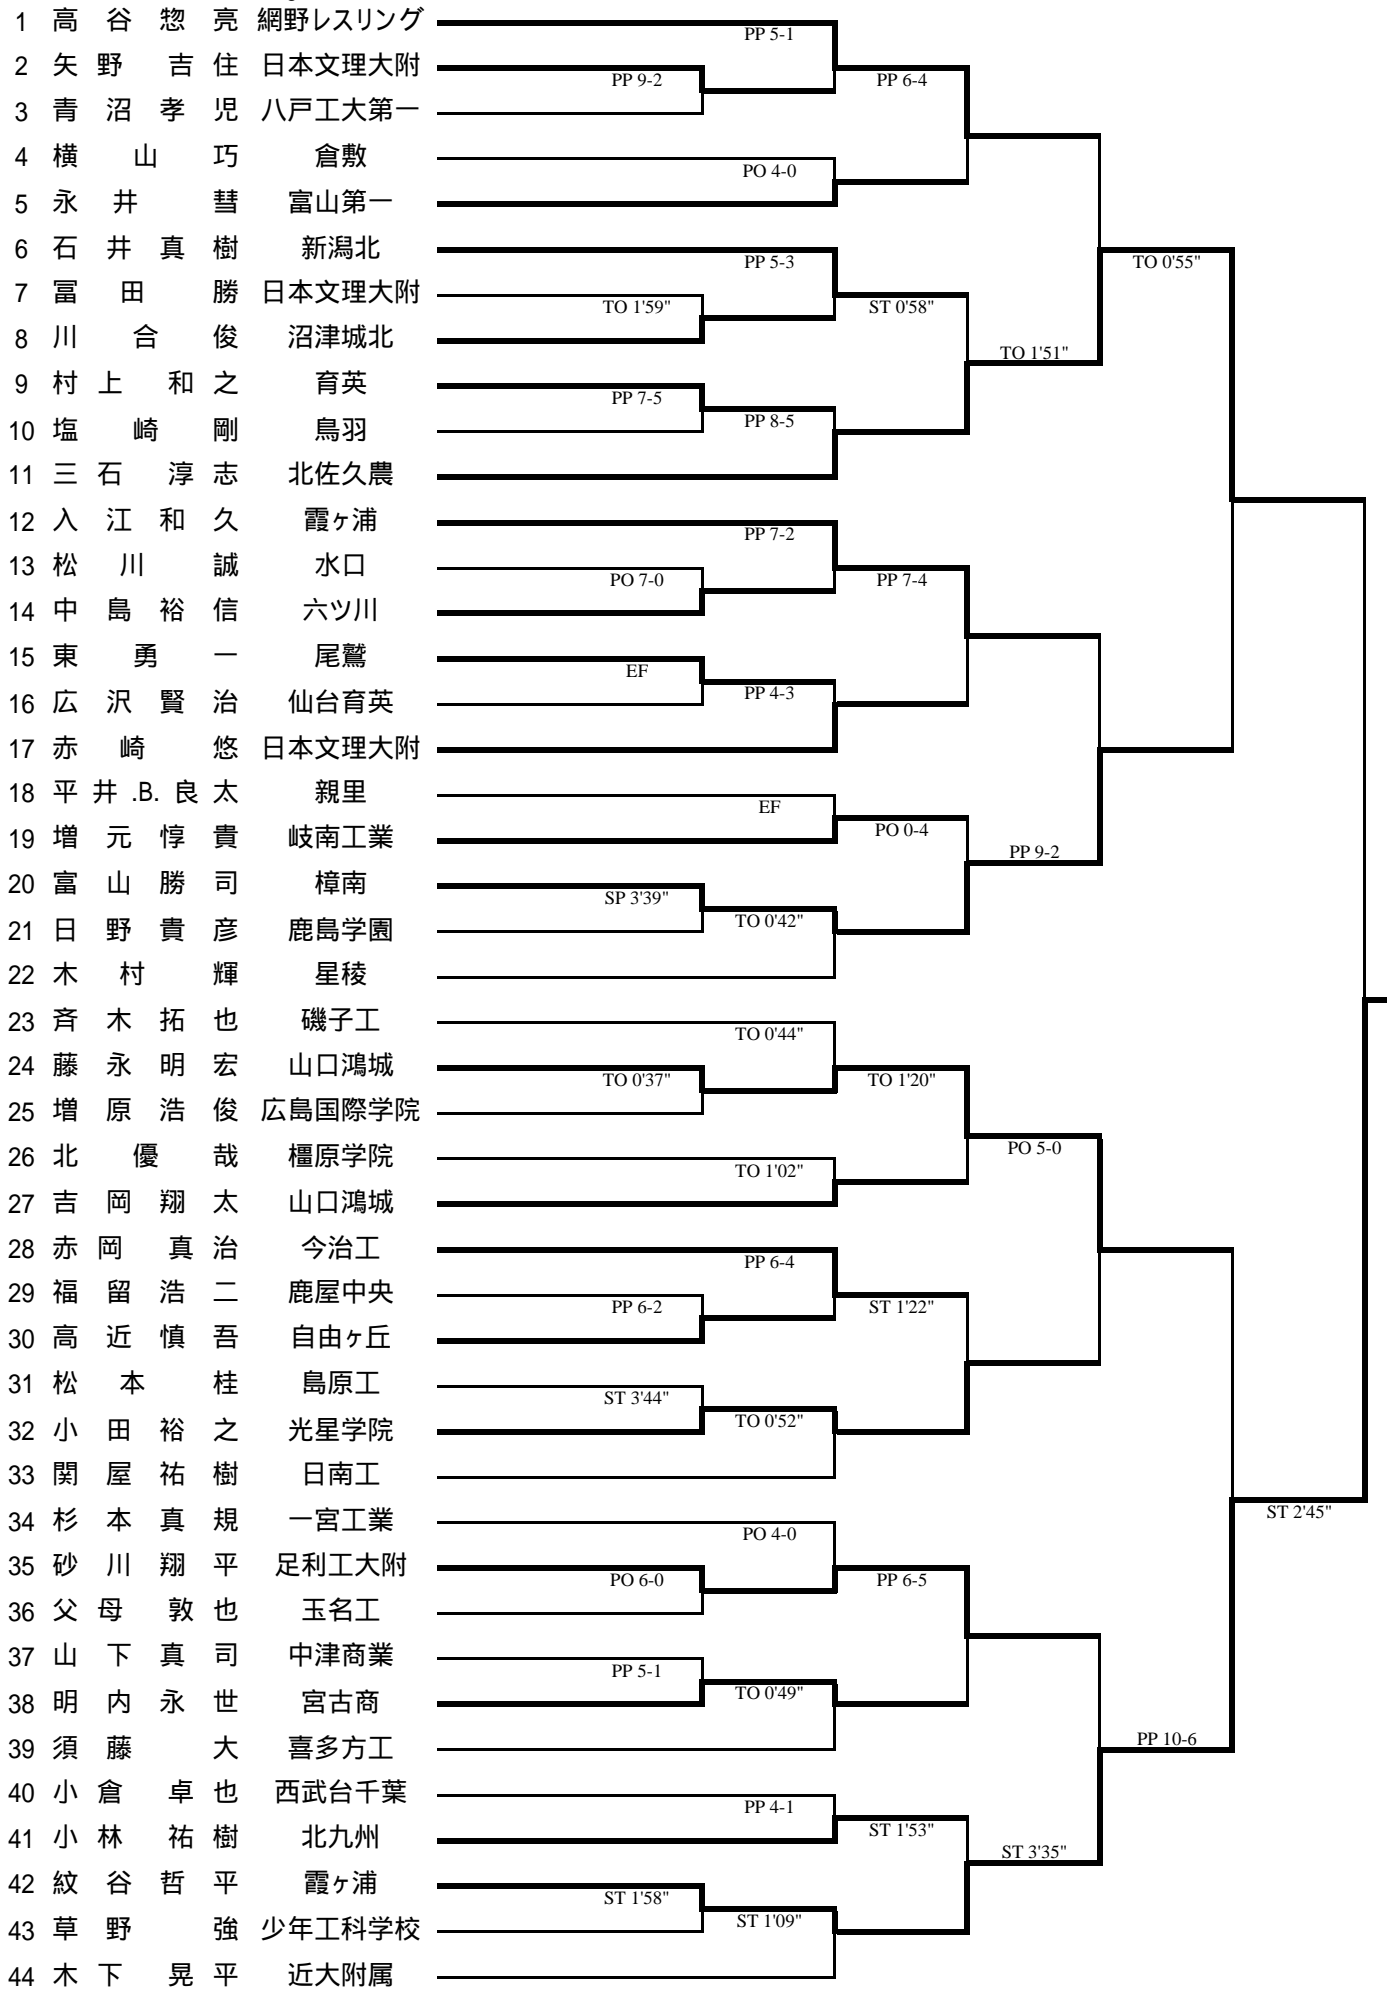 1 高谷惣亮 網野レスリング
PP 5-1
2 矢野吉住 日本文理大附
PP 9-2
PP 6-4
3 青沼孝児 八戸工大第一
4 横山巧 倉敷
PO 4-0
5 永井彗 富山第一
6 石井真樹 新潟北
PP 5-3
TO 0'55"
7 冨田勝 日本文理大附
TO 1'59"
ST 0'58"
8 川合俊 沼津城北
TO 1'51"
9 村上和之 育英
PP 7-5
10 塩崎剛 鳥羽
PP 8-5
11 三石淳志 北佐久農
12 入江和久 霞ヶ浦
PP 7-2
13 松川誠 水口
PO 7-0
PP 7-4
14 中島裕信 六ツ川
15 東勇一 尾鷲
EF
16 広沢賢治 仙台育英
PP 4-3
17 赤崎悠 日本文理大附
18 平井.B.良太 親里
EF
19 増元惇貴 岐南工業
PO 0-4
PP 9-2
20 富山勝司 樟南
SP 3'39"
21 日野貴彦 鹿島学園
TO 0'42"
22 木村輝 星稜
23 斉木拓也 磯子工
TO 0'44"
24 藤永明宏 山口鴻城
TO 0'37"
TO 1'20"
25 増原浩俊 広島国際学院
26 北優哉 橿原学院
PO 5-0
TO 1'02"
27 吉岡翔太 山口鴻城
28 赤岡真治 今治工
PP 6-4
29 福留浩二 鹿屋中央
PP 6-2
ST 1'22"
30 高近慎吾 自由ヶ丘
31 松本桂 島原工
ST 3'44"
32 小田裕之 光星学院
TO 0'52"
33 関屋祐樹 日南工
34 杉本真規 一宮工業
ST 2'45"
PO 4-0
35 砂川翔平 足利工大附
PO 6-0
PP 6-5
36 父母敦也 玉名工
37 山下真司 中津商業
PP 5-1
38 明内永世 宮古商
TO 0'49"
39 須藤大 喜多方工
PP 10-6
40 小倉卓也 西武台千葉
PP 4-1
41 小林祐樹 北九州
ST 1'53"
ST 3'35"
42 紋谷哲平 霞ヶ浦
ST 1'58"
43 草野強 少年工科学校
ST 1'09"
44 木下晃平 近大附属